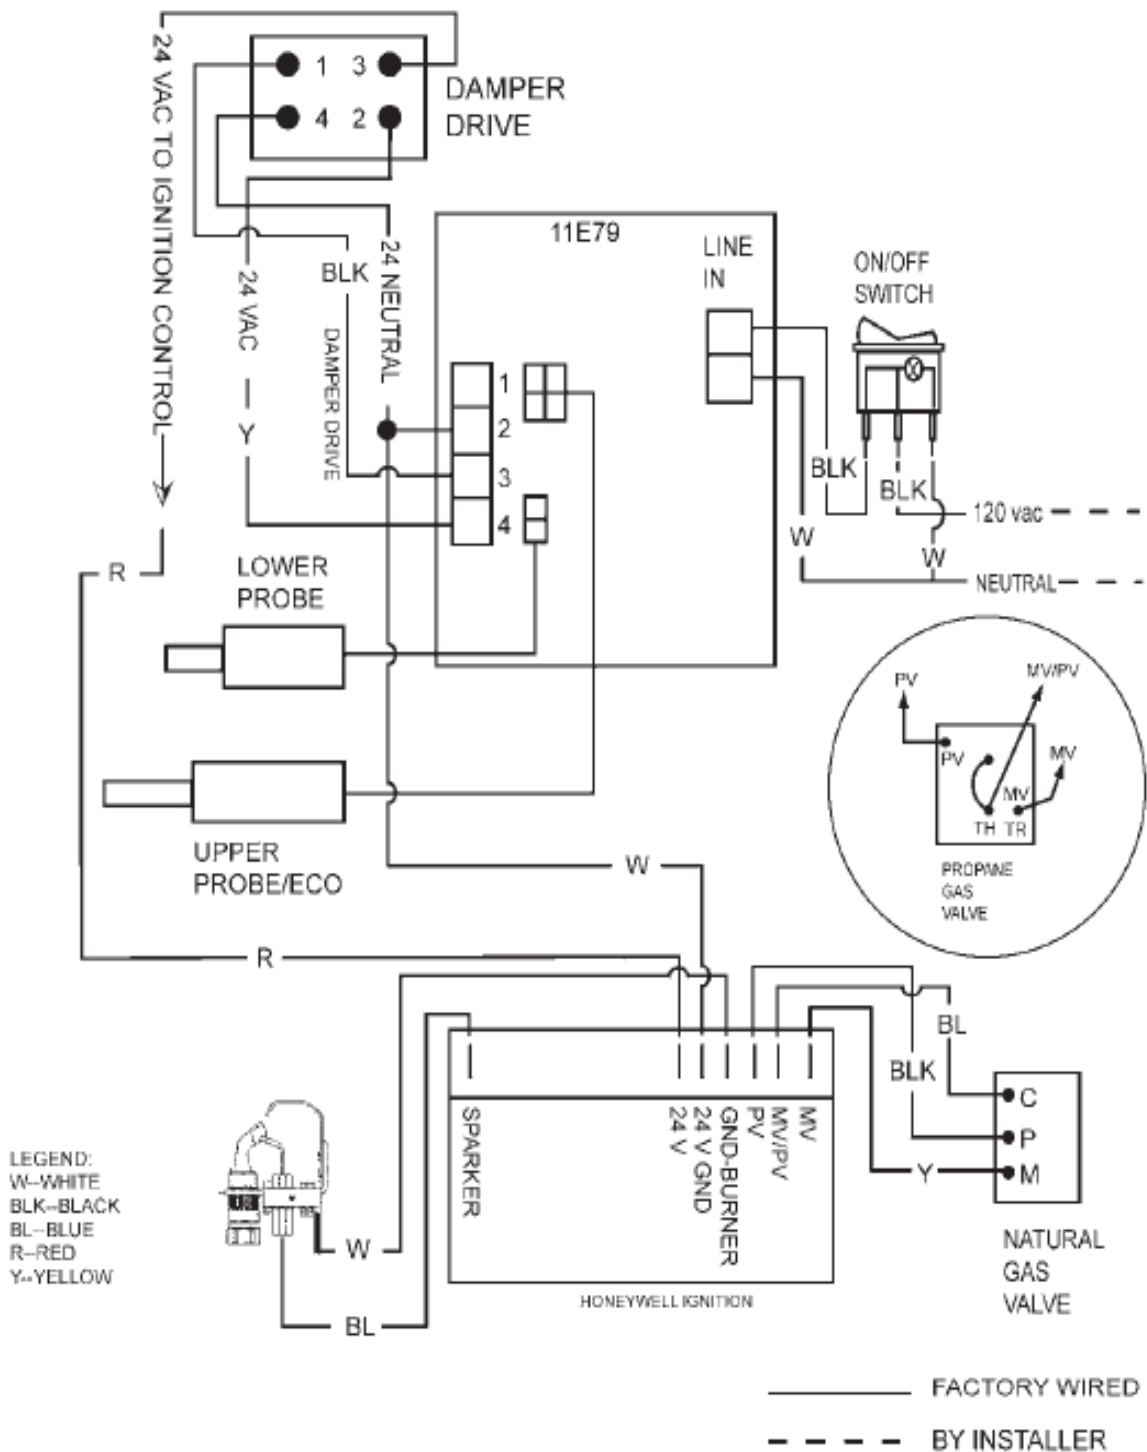 24 VAC TO IGNITION CONTROL
1 3
4 2
DAMPER
DRIVE
11E79
LINE
IN
ON/OFF
SWITCH
BLK
24 NEUTRAL
24 VAC
DAMPER DRIVE
Y
1
2
3
4
BLK
BLK
120 vac
W
W
NEUTRAL
R
LOWER
PROBE
UPPER
PROBE/ECO
PV
MV/PV
PV
MV
MV
TH TR
PROPANE
GAS
VALVE
W
R
BL
BLK
C
P
M
Y
SPARKER
24 V
24 V GND
GND-BURNER
PV
MV/PV
MV
HONEYWELL IGNITION
NATURAL
GAS
VALVE
LEGEND:
W--WHITE
BLK--BLACK
BL--BLUE
R--RED
Y--YELLOW
W
BL
FACTORY WIRED
BY INSTALLER